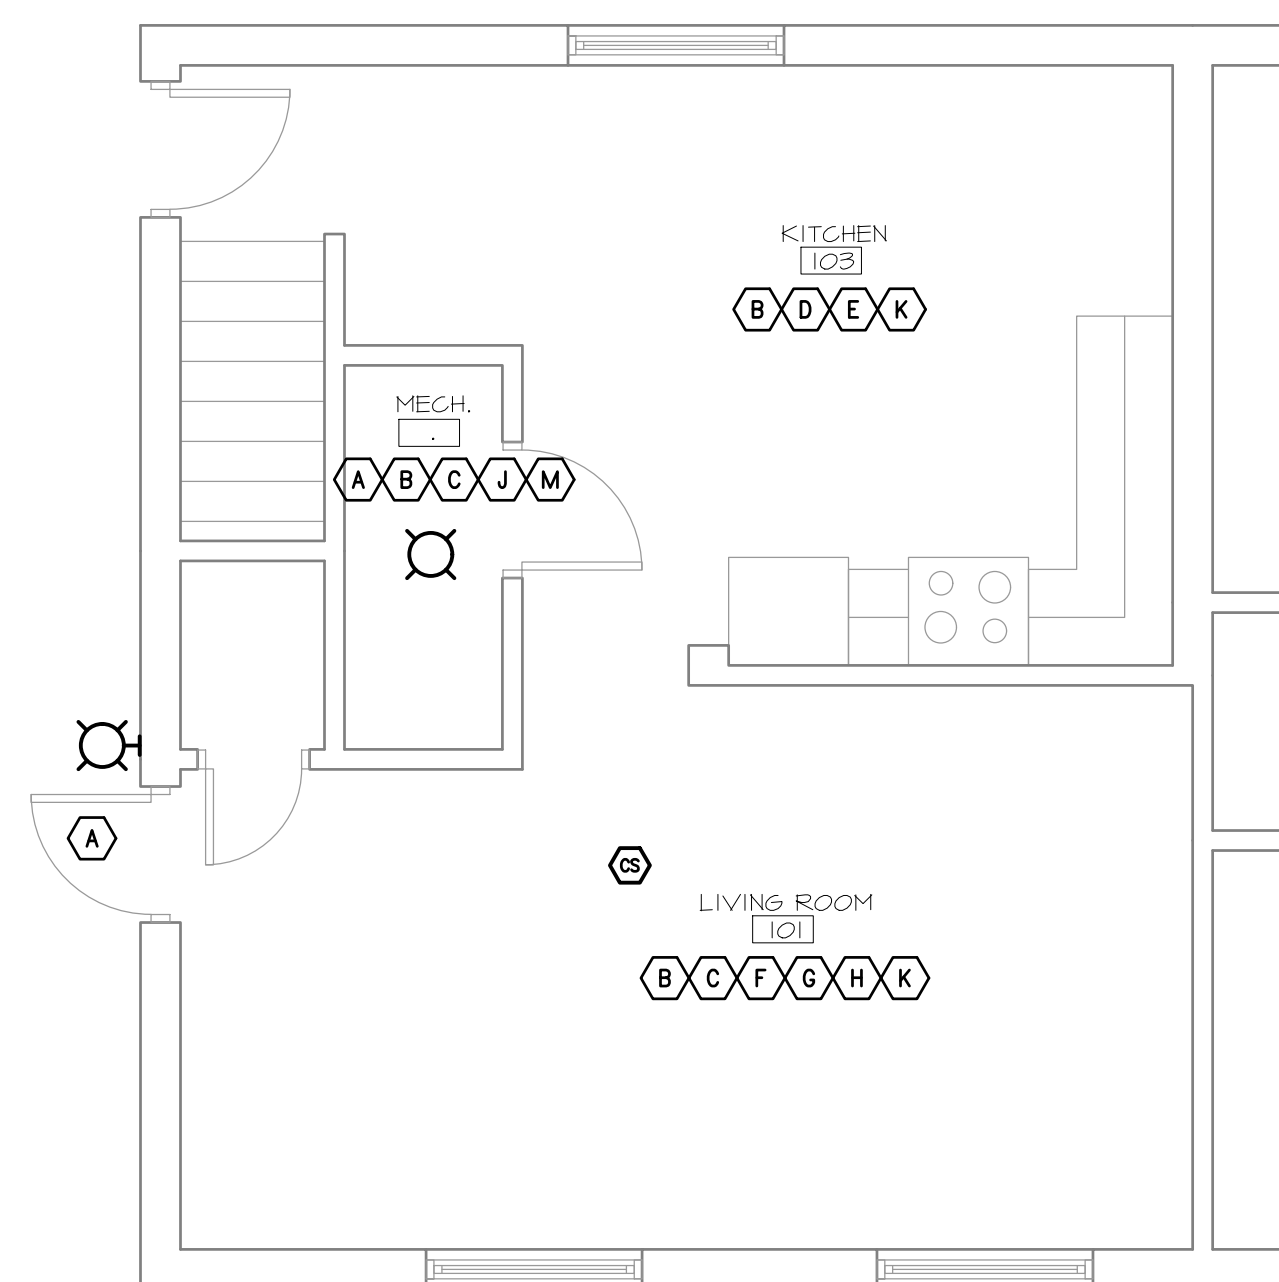 KITCHEN
103
B D E K
MECH.
.
A B C J M
A
CS
LIVING ROOM
101
B C F G H K